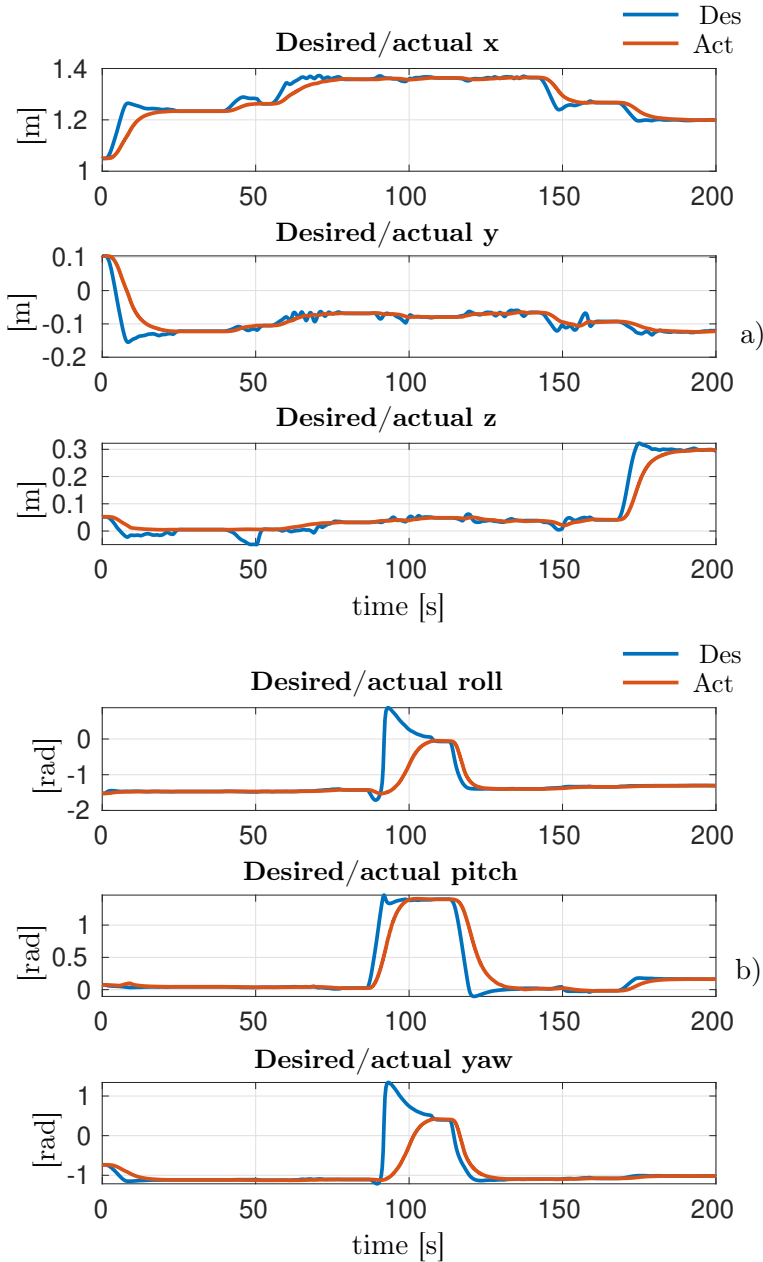 Des
Act
Desired/actual x
[m]
1.4
1.2
1
0 50 100 150 200
Desired/actual y
[m]
0.1
0
-0.1
-0.2
0 50 100 150 200
a)
Desired/actual z
[m]
0.3
0.2
0.1
0
0 50 100 150 200
time [s]
Des
Act
Desired/actual roll
[rad]
0
-1
-2
0 50 100 150 200
Desired/actual pitch
[rad]
1
0.5
0
0 50 100 150 200
b)
Desired/actual yaw
[rad]
1
0
-1
0 50 100 150 200
time [s]